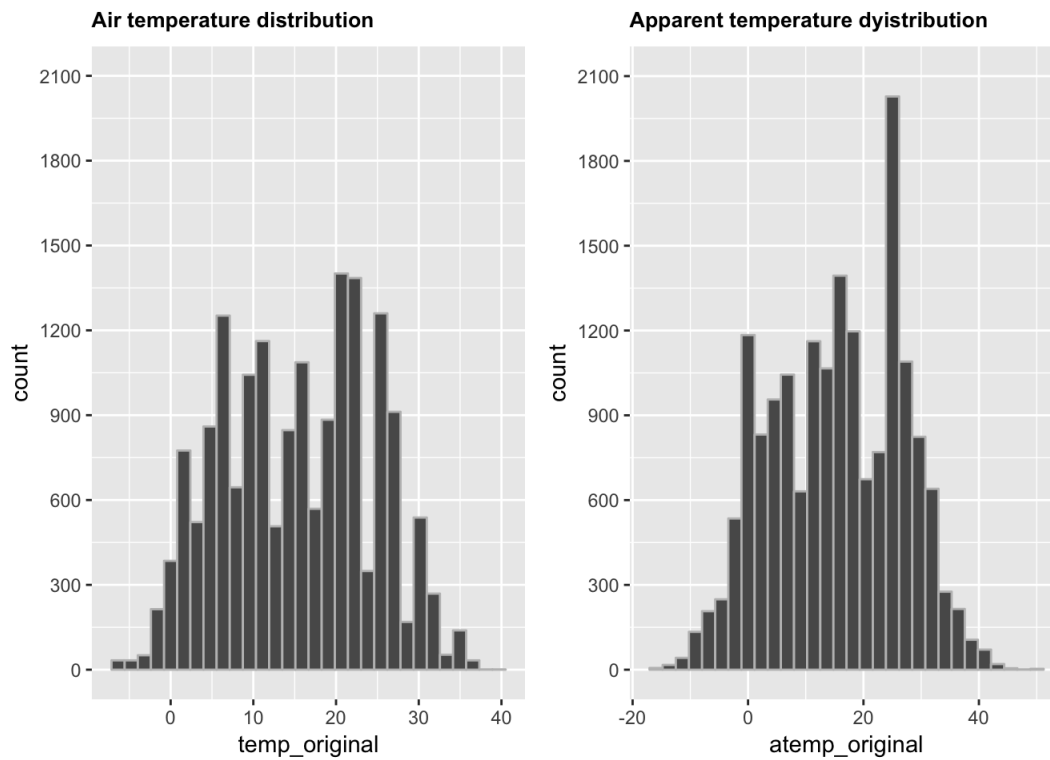 Air temperature distribution
2100
1800
1500
1200
900
600
300
0
count
0 10 20 30 40
temp_original
Apparent temperature dyistribution
2100
1800
1500
1200
900
600
300
0
count
-20 0 20 40
atemp_original